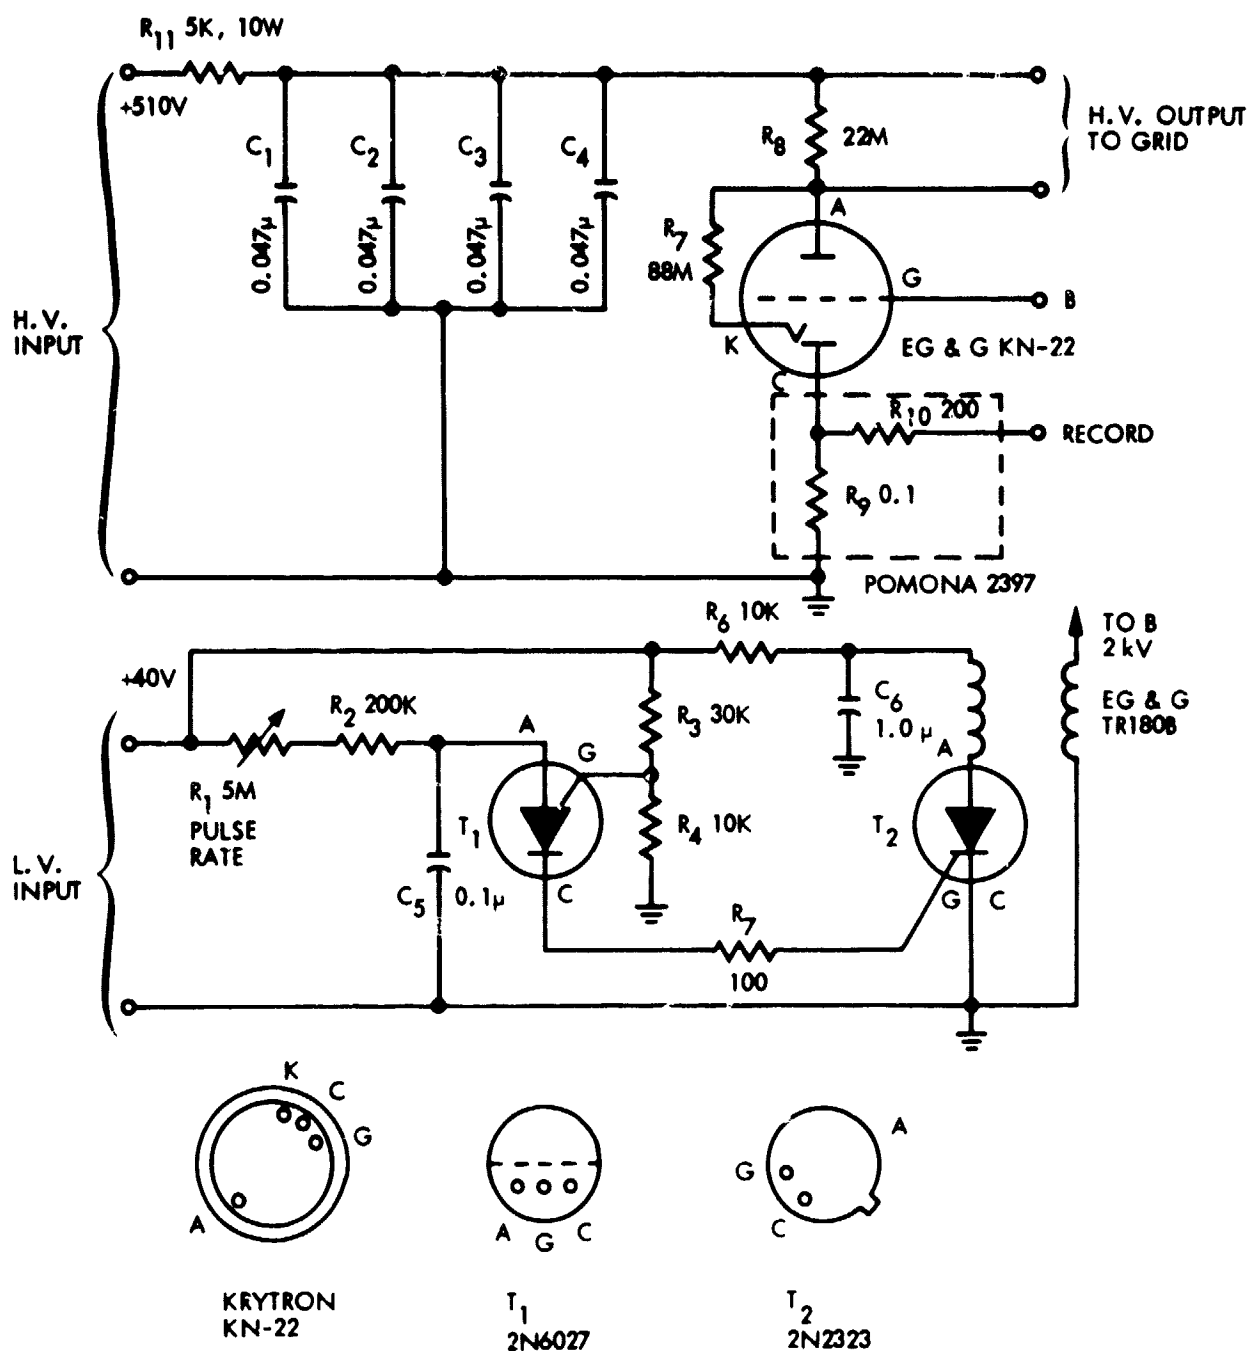 R11 5K, 10W
+510V
C1
C2
C3
C4
0.047μ
0.047μ
0.047μ
0.047μ
R8
22M
H.V. OUTPUT
TO GRID
A
R7
88M
G
B
K
EG & G KN-22
C
R10 200
RECORD
R9 0.1
H.V.
INPUT
POMONA 2397
R6 10K
TO B
2 kV
+40V
R2 200K
R3 30K
C6
1.0 μ
EG & G
TR180B
A
G
A
R1 5M
PULSE
RATE
T1
R4 10K
T2
L.V.
INPUT
C5
0.1μ
C
R7
100
G
C
K
C
G
A
A
G
C
G
C
A
KRYTRON
KN-22
T1
2N6027
T2
2N2323